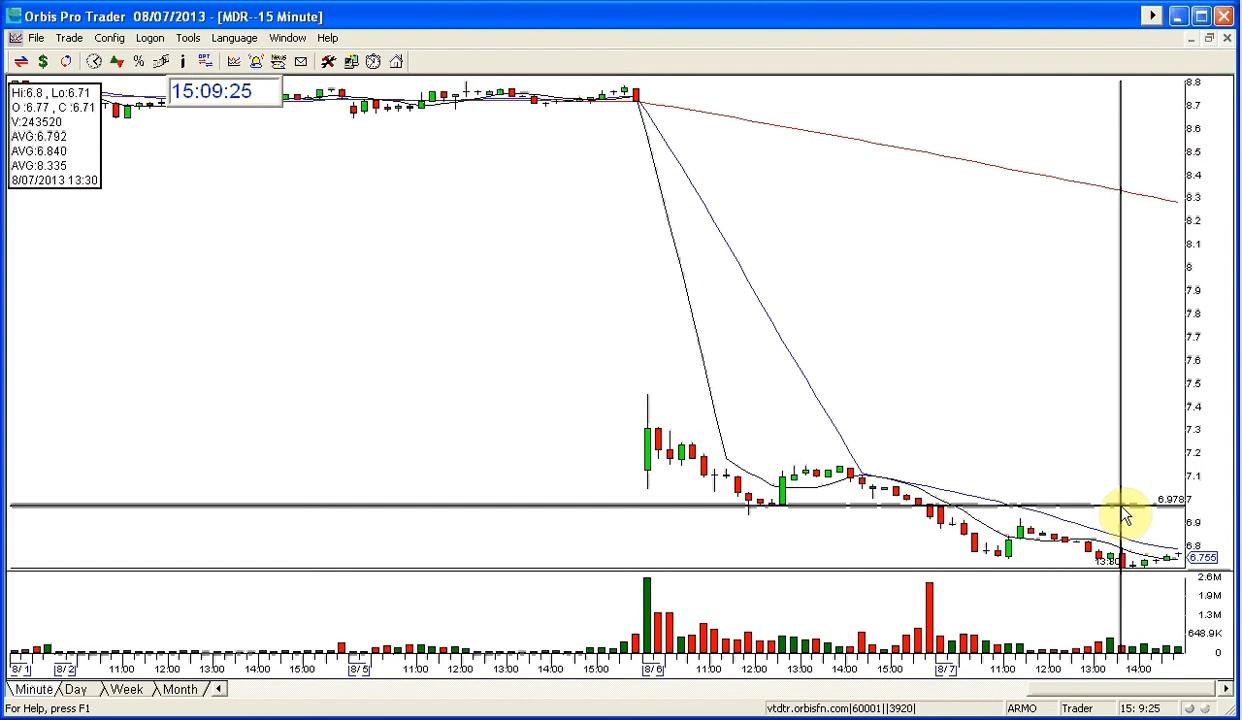 Orbis Pro Trader 08/07/2013 - [MDR--15 Minute]
File Trade Config Logon Tools Language Window Help
Hi:6.8 , Lo:6.71
O :6.77 , C :6.71
V:243520
AVG:6.792
AVG:6.840
AVG:8.335
8/07/2013 13:30
15:09:25
8.8
8.7
8.6
8.5
8.4
8.3
8.2
8.1
8
7.9
7.8
7.7
7.6
7.5
7.4
7.3
7.2
7.1
6.978.7
6.9
6.8
6.755
13:30
2.6M
1.9M
1.3M
648.9K
0
8/ 1 8/ 2 11:00 12:00 13:00 14:00 15:00 8/ 5 11:00 12:00 13:00 14:00 15:00 8/ 6 11:00 12:00 13:00 14:00 15:00 8/ 7 11:00 12:00 13:00 14:00
Minute Day Week Month
For Help, press F1 vtdtr.orbisfn.com|60001||3920| ARMO Trader 15: 9:25